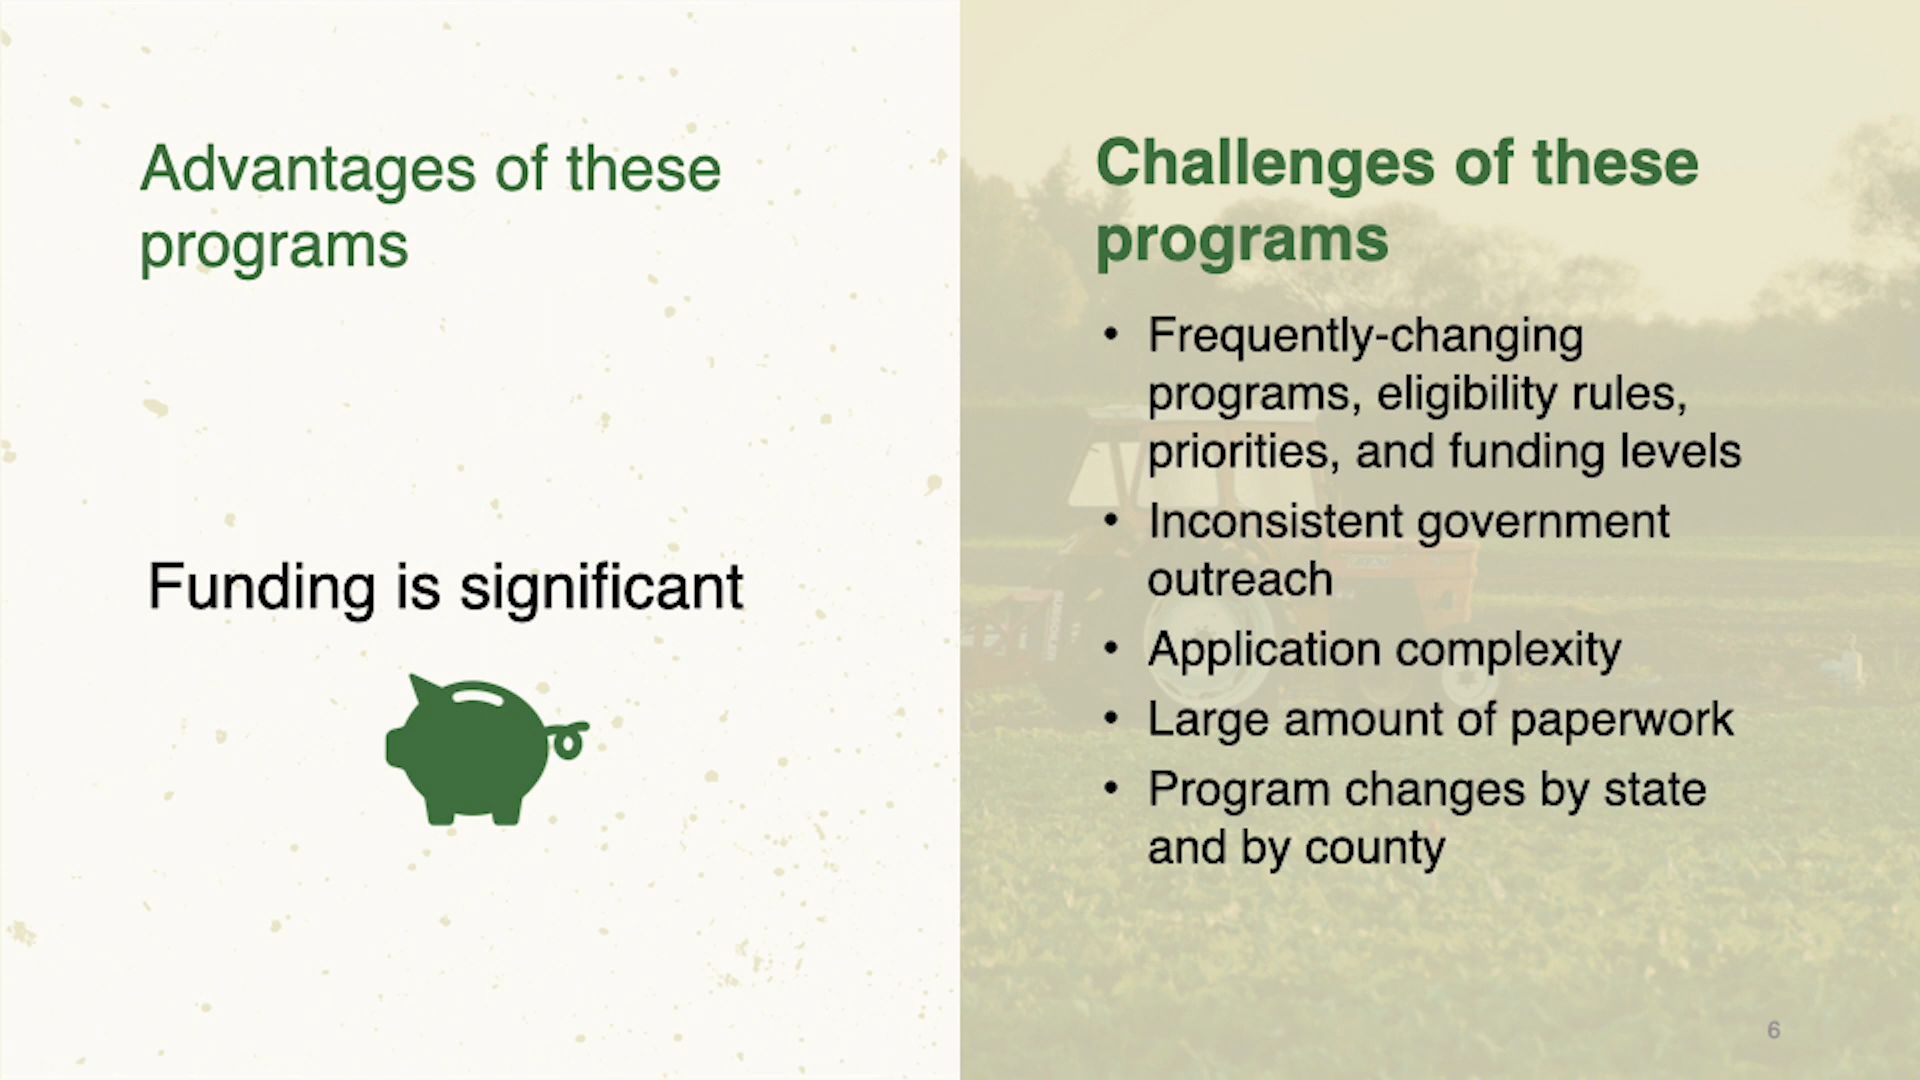 Advantages of these
programs
Funding is significant
Challenges of these
programs
• Frequently-changing
programs, eligibility rules,
priorities, and funding levels
• Inconsistent government
outreach
• Application complexity
• Large amount of paperwork
• Program changes by state
and by county
6